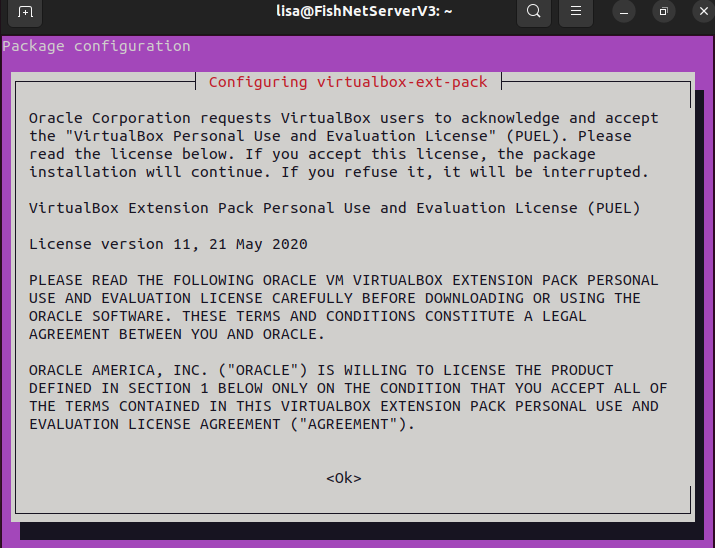 lisa@FishNetServerV3: ~
Package configuration
Configuring virtualbox-ext-pack
Oracle Corporation requests VirtualBox users to acknowledge and accept
the "VirtualBox Personal Use and Evaluation License" (PUEL). Please
read the license below. If you accept this license, the package
installation will continue. If you refuse it, it will be interrupted.
VirtualBox Extension Pack Personal Use and Evaluation License (PUEL)
License version 11, 21 May 2020
PLEASE READ THE FOLLOWING ORACLE VM VIRTUALBOX EXTENSION PACK PERSONAL
USE AND EVALUATION LICENSE CAREFULLY BEFORE DOWNLOADING OR USING THE
ORACLE SOFTWARE. THESE TERMS AND CONDITIONS CONSTITUTE A LEGAL
AGREEMENT BETWEEN YOU AND ORACLE.
ORACLE AMERICA, INC. ("ORACLE") IS WILLING TO LICENSE THE PRODUCT
DEFINED IN SECTION 1 BELOW ONLY ON THE CONDITION THAT YOU ACCEPT ALL OF
THE TERMS CONTAINED IN THIS VIRTUALBOX EXTENSION PACK PERSONAL USE AND
EVALUATION LICENSE AGREEMENT ("AGREEMENT").
<Ok>